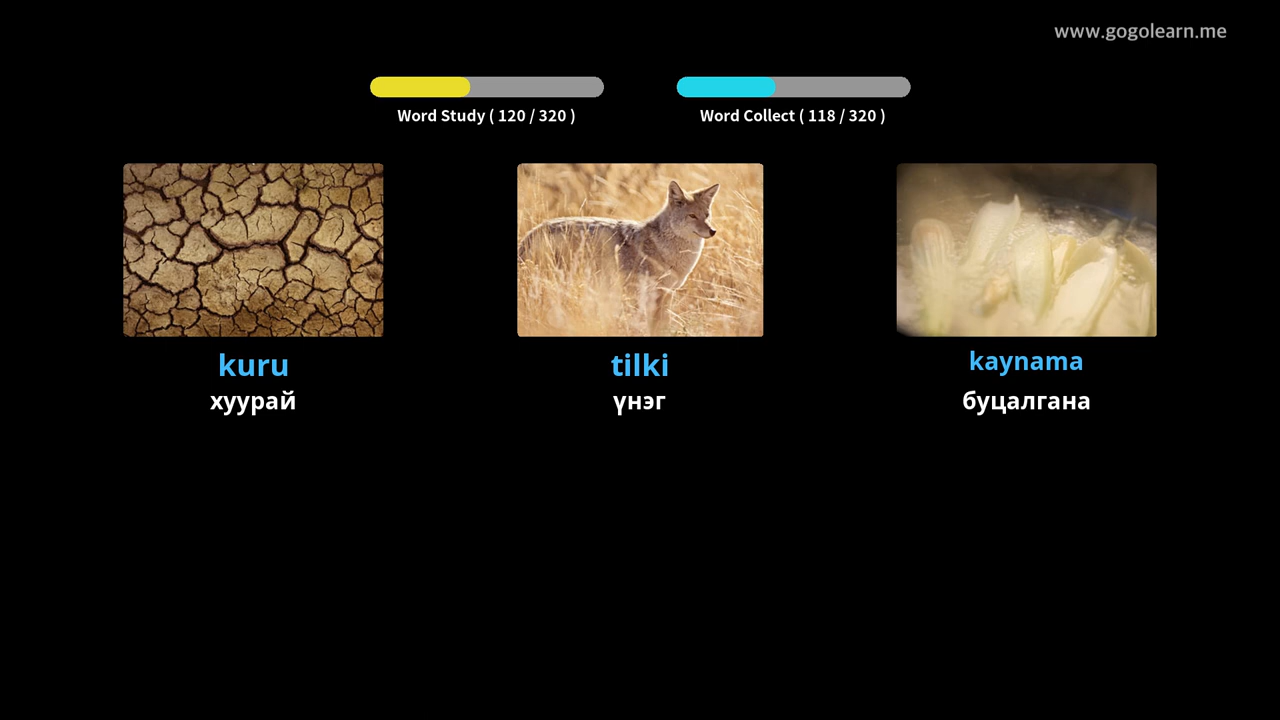 www.gogolearn.me
Word Study ( 120 / 320 )
Word Collect ( 118 / 320 )
kuru
хуурай
tilki
үнэг
kaynama
буцалгана